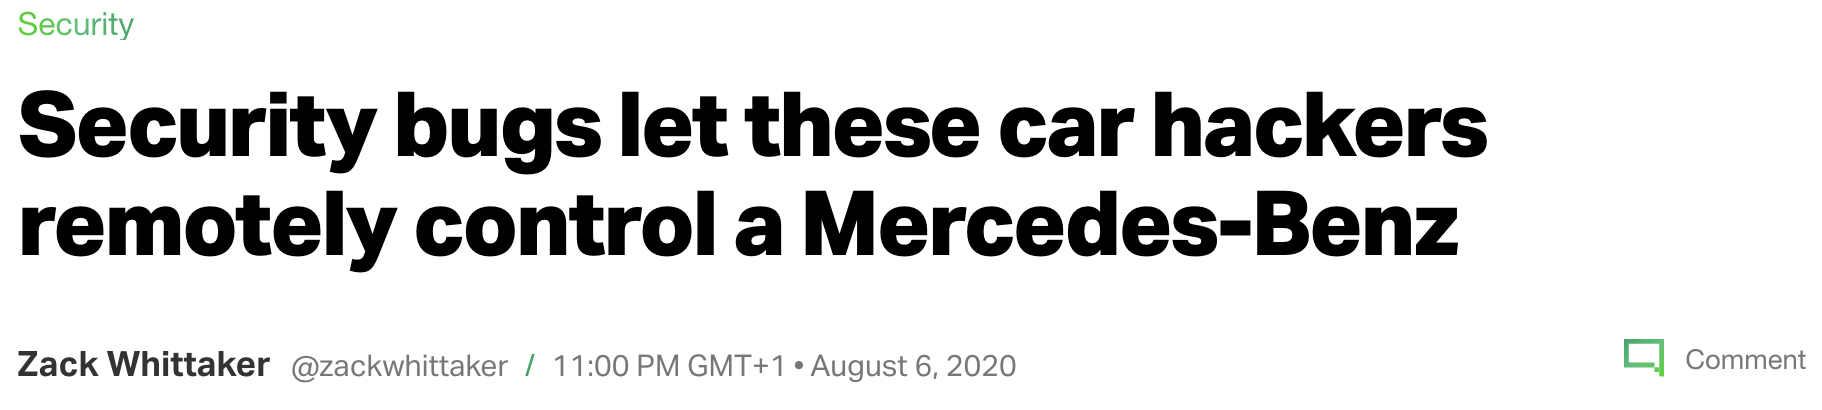 Security
Security bugs let these car hackers
remotely control a Mercedes-Benz
Zack Whittaker @zackwhittaker / 11:00 PM GMT+1 • August 6, 2020 Comment